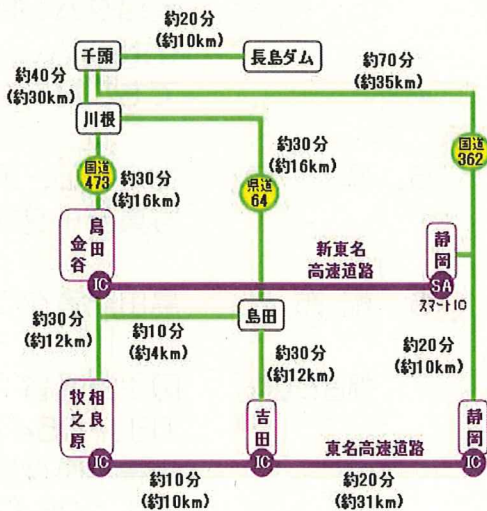 約20分
(約10km)
千頭
長島ダム
約40分
(約30km)
約70分
(約35km)
川根
国道
473
約30分
(約16km)
県道
64
約30分
(約16km)
国道
362
島田
金谷
IC
新東名
高速道路
静岡
SA
スマートIC
約30分
(約12km)
約10分
(約4km)
島田
約30分
(約12km)
約20分
(約10km)
相良
牧之原
IC
吉田
IC
静岡
IC
東名高速道路
約10分
(約10km)
約20分
(約31km)